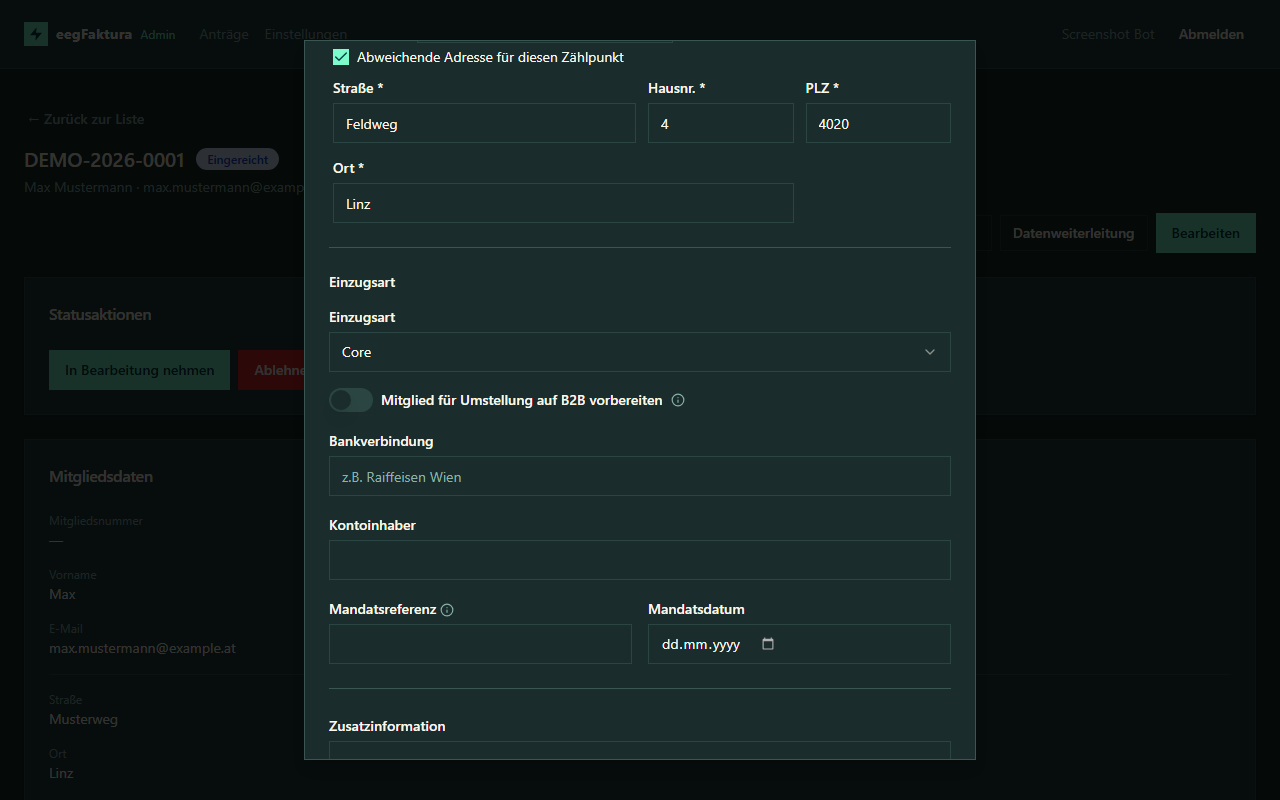 eegFaktura Admin Anträge Einstellungen Screenshot Bot Abmelden
← Zurück zur Liste
DEMO-2026-0001 Eingereicht
Max Mustermann · max.mustermann@examp
Datenweiterleitung Bearbeiten
Statusaktionen
In Bearbeitung nehmen Ablehne
Mitgliedsdaten
Mitgliedsnummer
—
Vorname
Max
E-Mail
max.mustermann@example.at
Straße
Musterweg
Ort
Linz
Abweichende Adresse für diesen Zählpunkt
Straße * Hausnr. * PLZ *
Feldweg 4 4020
Ort *
Linz
Einzugsart
Einzugsart
Core
Mitglied für Umstellung auf B2B vorbereiten
Bankverbindung
z.B. Raiffeisen Wien
Kontoinhaber
Mandatsreferenz Mandatsdatum
dd.mm.yyyy
Zusatzinformation